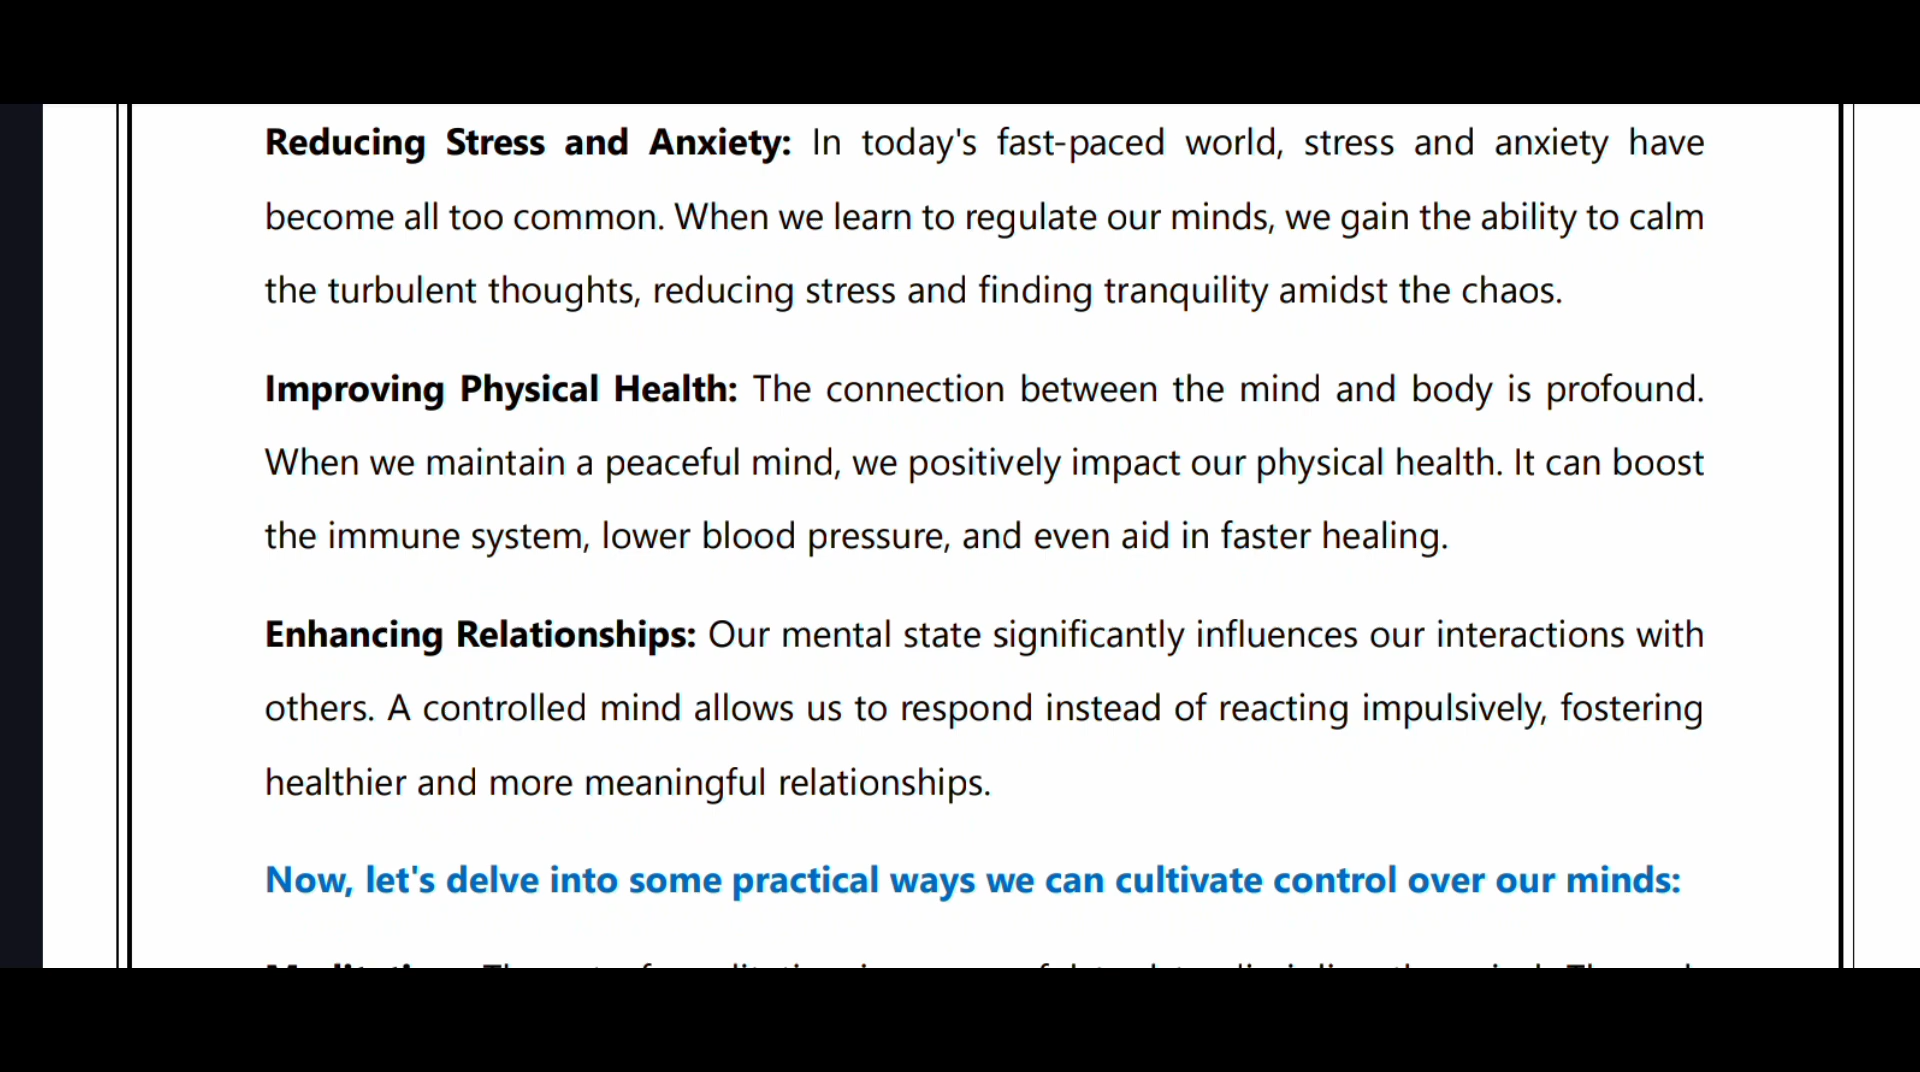 Reducing Stress and Anxiety: In today's fast-paced world, stress and anxiety have
become all too common. When we learn to regulate our minds, we gain the ability to calm
the turbulent thoughts, reducing stress and finding tranquility amidst the chaos.
Improving Physical Health: The connection between the mind and body is profound.
When we maintain a peaceful mind, we positively impact our physical health. It can boost
the immune system, lower blood pressure, and even aid in faster healing.
Enhancing Relationships: Our mental state significantly influences our interactions with
others. A controlled mind allows us to respond instead of reacting impulsively, fostering
healthier and more meaningful relationships.
Now, let's delve into some practical ways we can cultivate control over our minds: